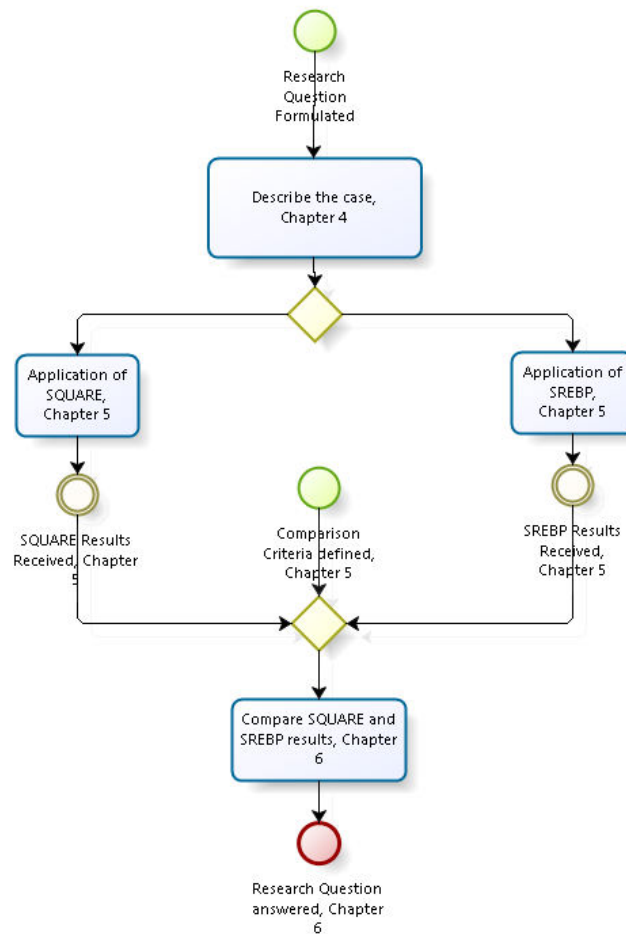 Research
Question
Formulated
Describe the case,
Chapter 4
Application of
SQUARE,
Chapter 5
Application of
SREBP,
Chapter 5
SQUARE Results
Received, Chapter
5
Comparison
Criteria defined,
Chapter 5
SREBP Results
Received,
Chapter 5
Compare SQUARE and
SREBP results, Chapter
6
Research Question
answered, Chapter
6